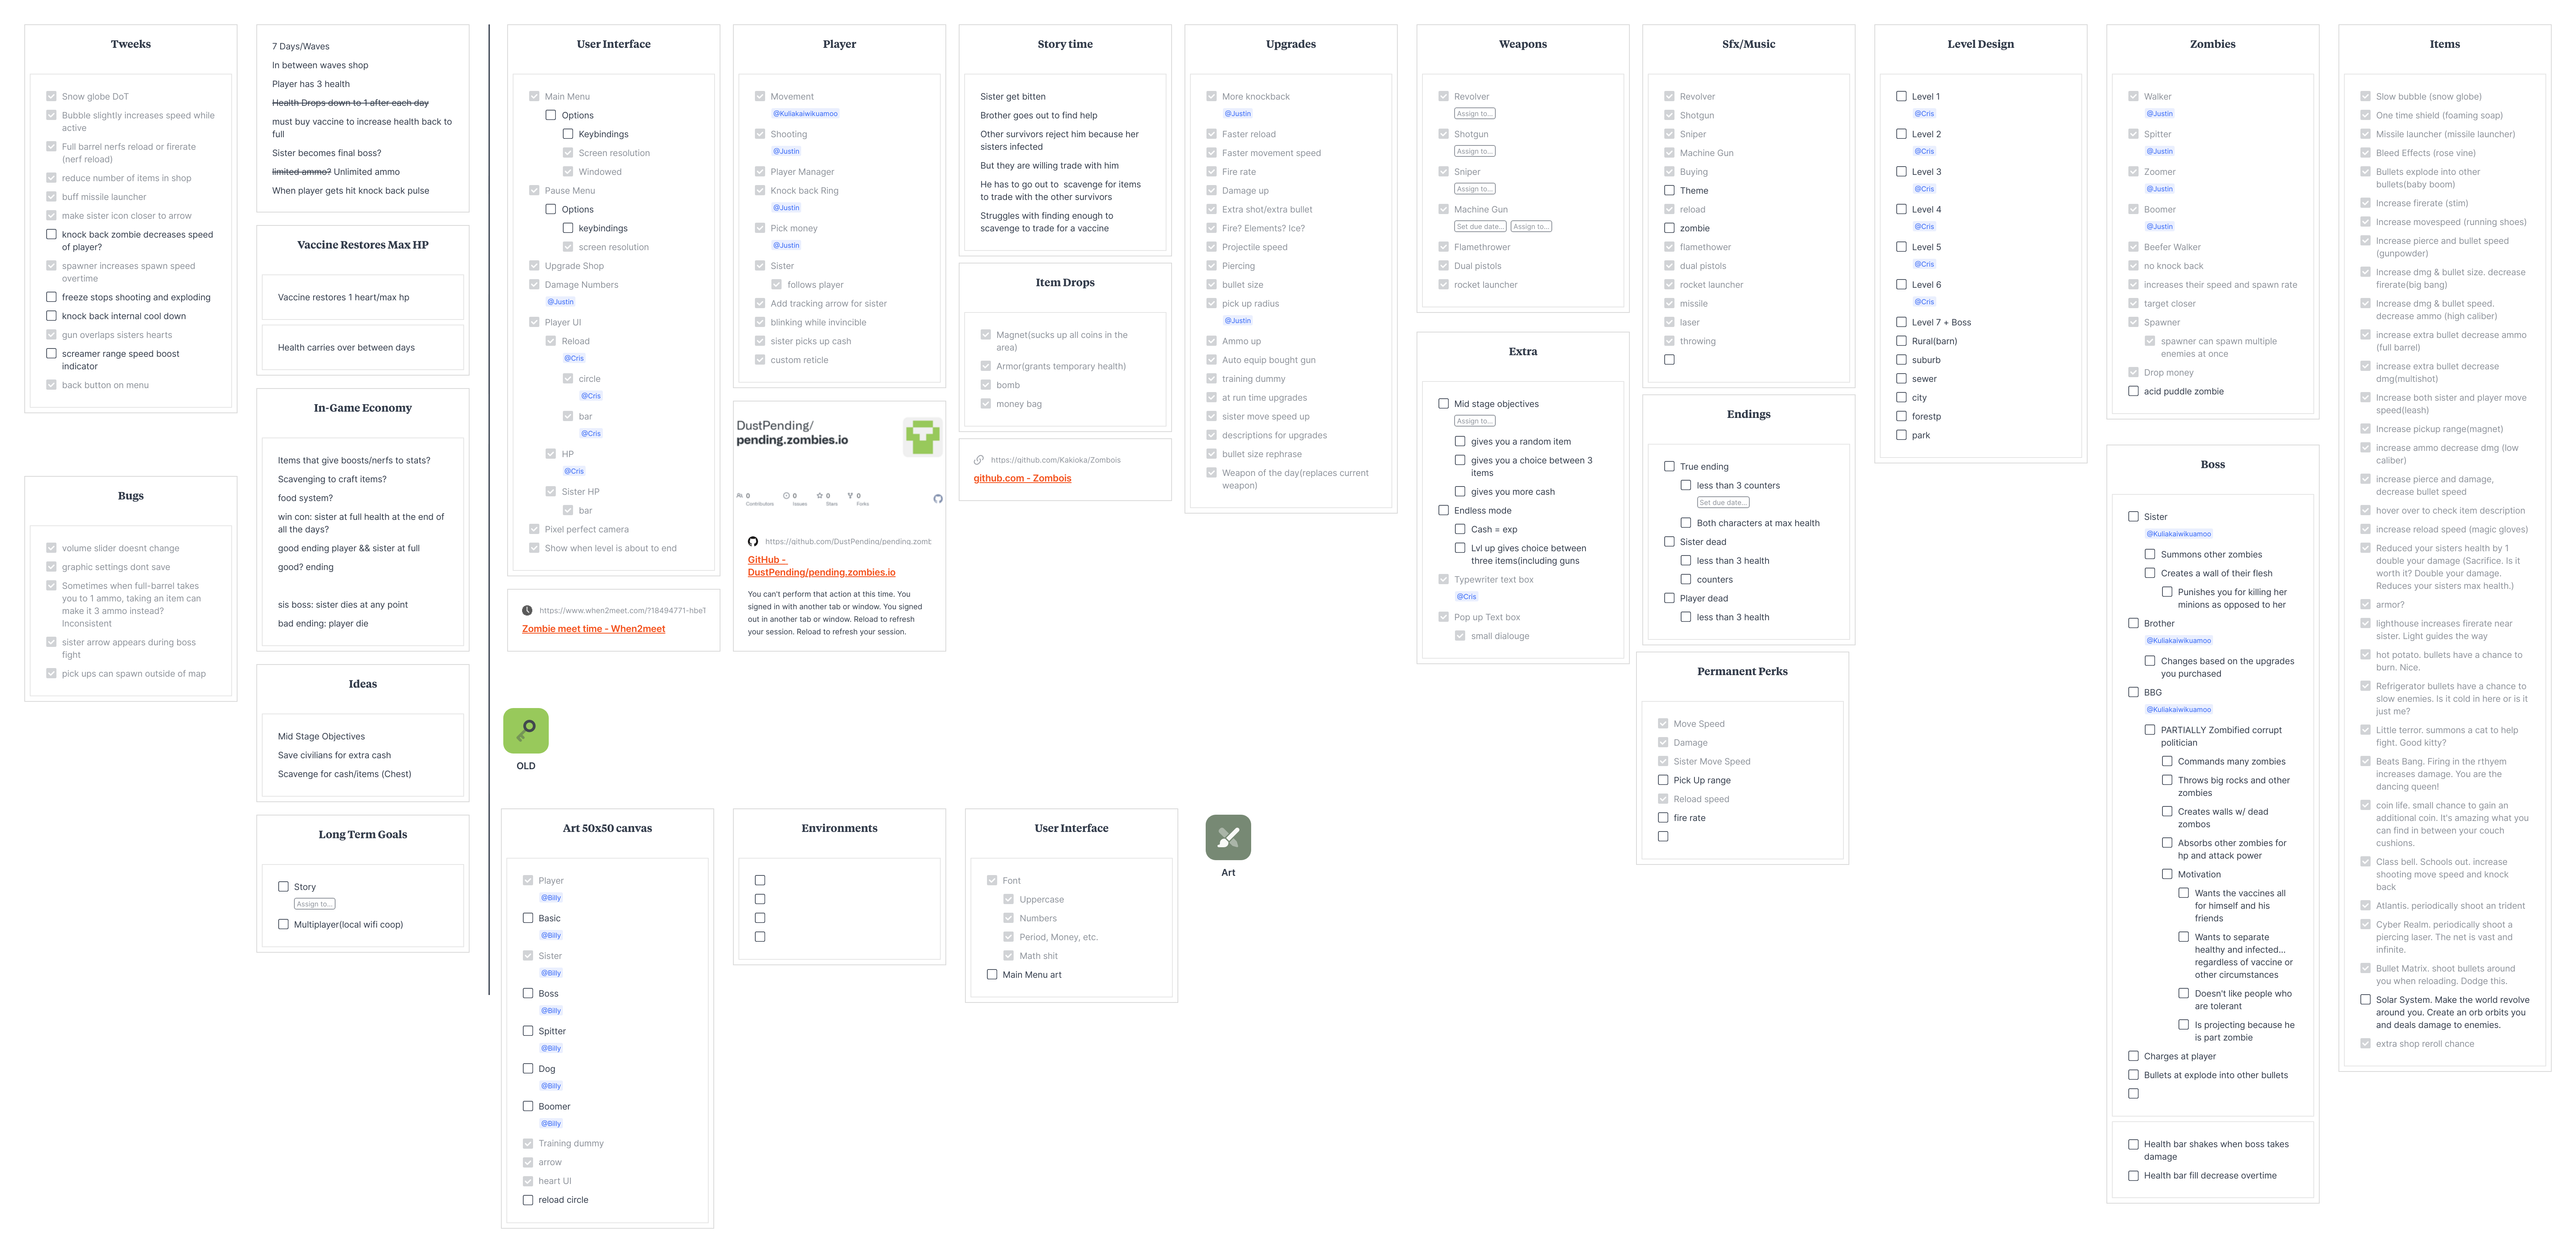 Tweeks
Snow globe DoT
Bubble slightly increases speed while
active
Full barrel nerfs reload or firerate
(nerf reload)
reduce number of items in shop
buff missile launcher
make sister icon closer to arrow
knock back zombie decreases speed
of player?
spawner increases spawn speed
overtime
freeze stops shooting and exploding
knock back internal cool down
gun overlaps sisters hearts
screamer range speed boost
indicator
back button on menu
Bugs
volume slider doesnt change
graphic settings dont save
Sometimes when full-barrel takes
you to 1 ammo, taking an item can
make it 3 ammo instead?
Inconsistent
sister arrow appears during boss
fight
pick ups can spawn outside of map
7 Days/Waves
In between waves shop
Player has 3 health
Health Drops down to 1 after each day
must buy vaccine to increase health back to
full
Sister becomes final boss?
limited ammo? Unlimited ammo
When player gets hit knock back pulse
Vaccine Restores Max HP
Vaccine restores 1 heart/max hp
Health carries over between days
In-Game Economy
Items that give boosts/nerfs to stats?
Scavenging to craft items?
food system?
win con: sister at full health at the end of
all the days?
good ending player && sister at full
good? ending
sis boss: sister dies at any point
bad ending: player die
Ideas
Mid Stage Objectives
Save civilians for extra cash
Scavenge for cash/items (Chest)
Long Term Goals
Story
Assign to...
Multiplayer(local wifi coop)
User Interface
Main Menu
Options
Keybindings
Screen resolution
Windowed
Pause Menu
Options
keybindings
screen resolution
Upgrade Shop
Damage Numbers
@Justin
Player UI
Reload
@Cris
circle
@Cris
bar
@Cris
HP
@Cris
Sister HP
bar
Pixel perfect camera
Show when level is about to end
https://www.when2meet.com/?18494771-hbe1
Zombie meet time - When2meet
OLD
Player
Movement
@Kuliakaiwikuamoo
Shooting
@Justin
Player Manager
Knock back Ring
@Justin
Pick money
@Justin
Sister
follows player
Add tracking arrow for sister
blinking while invincible
sister picks up cash
custom reticle
DustPending/
pending.zombies.io
0
Contributors
0
Issues
0
Stars
0
Forks
https://github.com/DustPending/pending.zomb
GitHub -
DustPending/pending.zombies.io
You can't perform that action at this time. You
signed in with another tab or window. You signed
out in another tab or window. Reload to refresh
your session. Reload to refresh your session.
Story time
Sister get bitten
Brother goes out to find help
Other survivors reject him because her
sisters infected
But they are willing trade with him
He has to go out to scavenge for items
to trade with the other survivors
Struggles with finding enough to
scavenge to trade for a vaccine
Item Drops
Magnet(sucks up all coins in the
area)
Armor(grants temporary health)
bomb
money bag
https://github.com/Kakioka/Zombois
github.com - Zombois
Upgrades
More knockback
@Justin
Faster reload
Faster movement speed
Fire rate
Damage up
Extra shot/extra bullet
Fire? Elements? Ice?
Projectile speed
Piercing
bullet size
pick up radius
@Justin
Ammo up
Auto equip bought gun
training dummy
at run time upgrades
sister move speed up
descriptions for upgrades
bullet size rephrase
Weapon of the day(replaces current
weapon)
Weapons
Revolver
Assign to...
Shotgun
Assign to...
Sniper
Assign to...
Machine Gun
Set due date... Assign to...
Flamethrower
Dual pistols
rocket launcher
Extra
Mid stage objectives
Assign to...
gives you a random item
gives you a choice between 3
items
gives you more cash
Endless mode
Cash = exp
Lvl up gives choice between
three items(including guns
Typewriter text box
@Cris
Pop up Text box
small dialouge
Sfx/Music
Revolver
Shotgun
Sniper
Machine Gun
Buying
Theme
reload
zombie
flamethower
dual pistols
rocket launcher
missile
laser
throwing
Endings
True ending
less than 3 counters
Set due date...
Both characters at max health
Sister dead
less than 3 health
counters
Player dead
less than 3 health
Permanent Perks
Move Speed
Damage
Sister Move Speed
Pick Up range
Reload speed
fire rate
Level Design
Level 1
@Cris
Level 2
@Cris
Level 3
@Cris
Level 4
@Cris
Level 5
@Cris
Level 6
@Cris
Level 7 + Boss
Rural(barn)
suburb
sewer
city
forestp
park
Zombies
Walker
@Justin
Spitter
@Justin
Zoomer
@Justin
Boomer
@Justin
Beefer Walker
no knock back
increases their speed and spawn rate
target closer
Spawner
spawner can spawn multiple
enemies at once
Drop money
acid puddle zombie
Boss
Sister
@Kuliakaiwikuamoo
Summons other zombies
Creates a wall of their flesh
Punishes you for killing her
minions as opposed to her
Brother
@Kuliakaiwikuamoo
Changes based on the upgrades
you purchased
BBG
@Kuliakaiwikuamoo
PARTIALLY Zombified corrupt
politician
Commands many zombies
Throws big rocks and other
zombies
Creates walls w/ dead
zombos
Absorbs other zombies for
hp and attack power
Motivation
Wants the vaccines all
for himself and his
friends
Wants to separate
healthy and infected...
regardless of vaccine or
other circumstances
Doesn't like people who
are tolerant
Is projecting because he
is part zombie
Charges at player
Bullets at explode into other bullets
Health bar shakes when boss takes
damage
Health bar fill decrease overtime
Items
Slow bubble (snow globe)
One time shield (foaming soap)
Missile launcher (missile launcher)
Bleed Effects (rose vine)
Bullets explode into other
bullets(baby boom)
Increase firerate (stim)
Increase movespeed (running shoes)
Increase pierce and bullet speed
(gunpowder)
Increase dmg & bullet size. decrease
firerate(big bang)
Increase dmg & bullet speed.
decrease ammo (high caliber)
increase extra bullet decrease ammo
(full barrel)
increase extra bullet decrease
dmg(multishot)
Increase both sister and player move
speed(leash)
Increase pickup range(magnet)
increase ammo decrease dmg (low
caliber)
increase pierce and damage,
decrease bullet speed
hover over to check item description
increase reload speed (magic gloves)
Reduced your sisters health by 1
double your damage (Sacrifice. Is it
worth it? Double your damage.
Reduces your sisters max health.)
armor?
lighthouse increases firerate near
sister. Light guides the way
hot potato. bullets have a chance to
burn. Nice.
Refrigerator bullets have a chance to
slow enemies. Is it cold in here or is it
just me?
Little terror. summons a cat to help
fight. Good kitty?
Beats Bang. Firing in the rthyem
increases damage. You are the
dancing queen!
coin life. small chance to gain an
additional coin. It's amazing what you
can find in between your couch
cushions.
Class bell. Schools out. increase
shooting move speed and knock
back
Atlantis. periodically shoot an trident
Cyber Realm. periodically shoot a
piercing laser. The net is vast and
infinite.
Bullet Matrix. shoot bullets around
you when reloading. Dodge this.
Solar System. Make the world revolve
around you. Create an orb orbits you
and deals damage to enemies.
extra shop reroll chance
Art 50x50 canvas
Player
@Billy
Basic
@Billy
Sister
@Billy
Boss
@Billy
Spitter
@Billy
Dog
@Billy
Boomer
@Billy
Training dummy
arrow
heart UI
reload circle
Environments
User Interface
Font
Uppercase
Numbers
Period, Money, etc.
Math shit
Main Menu art
Art